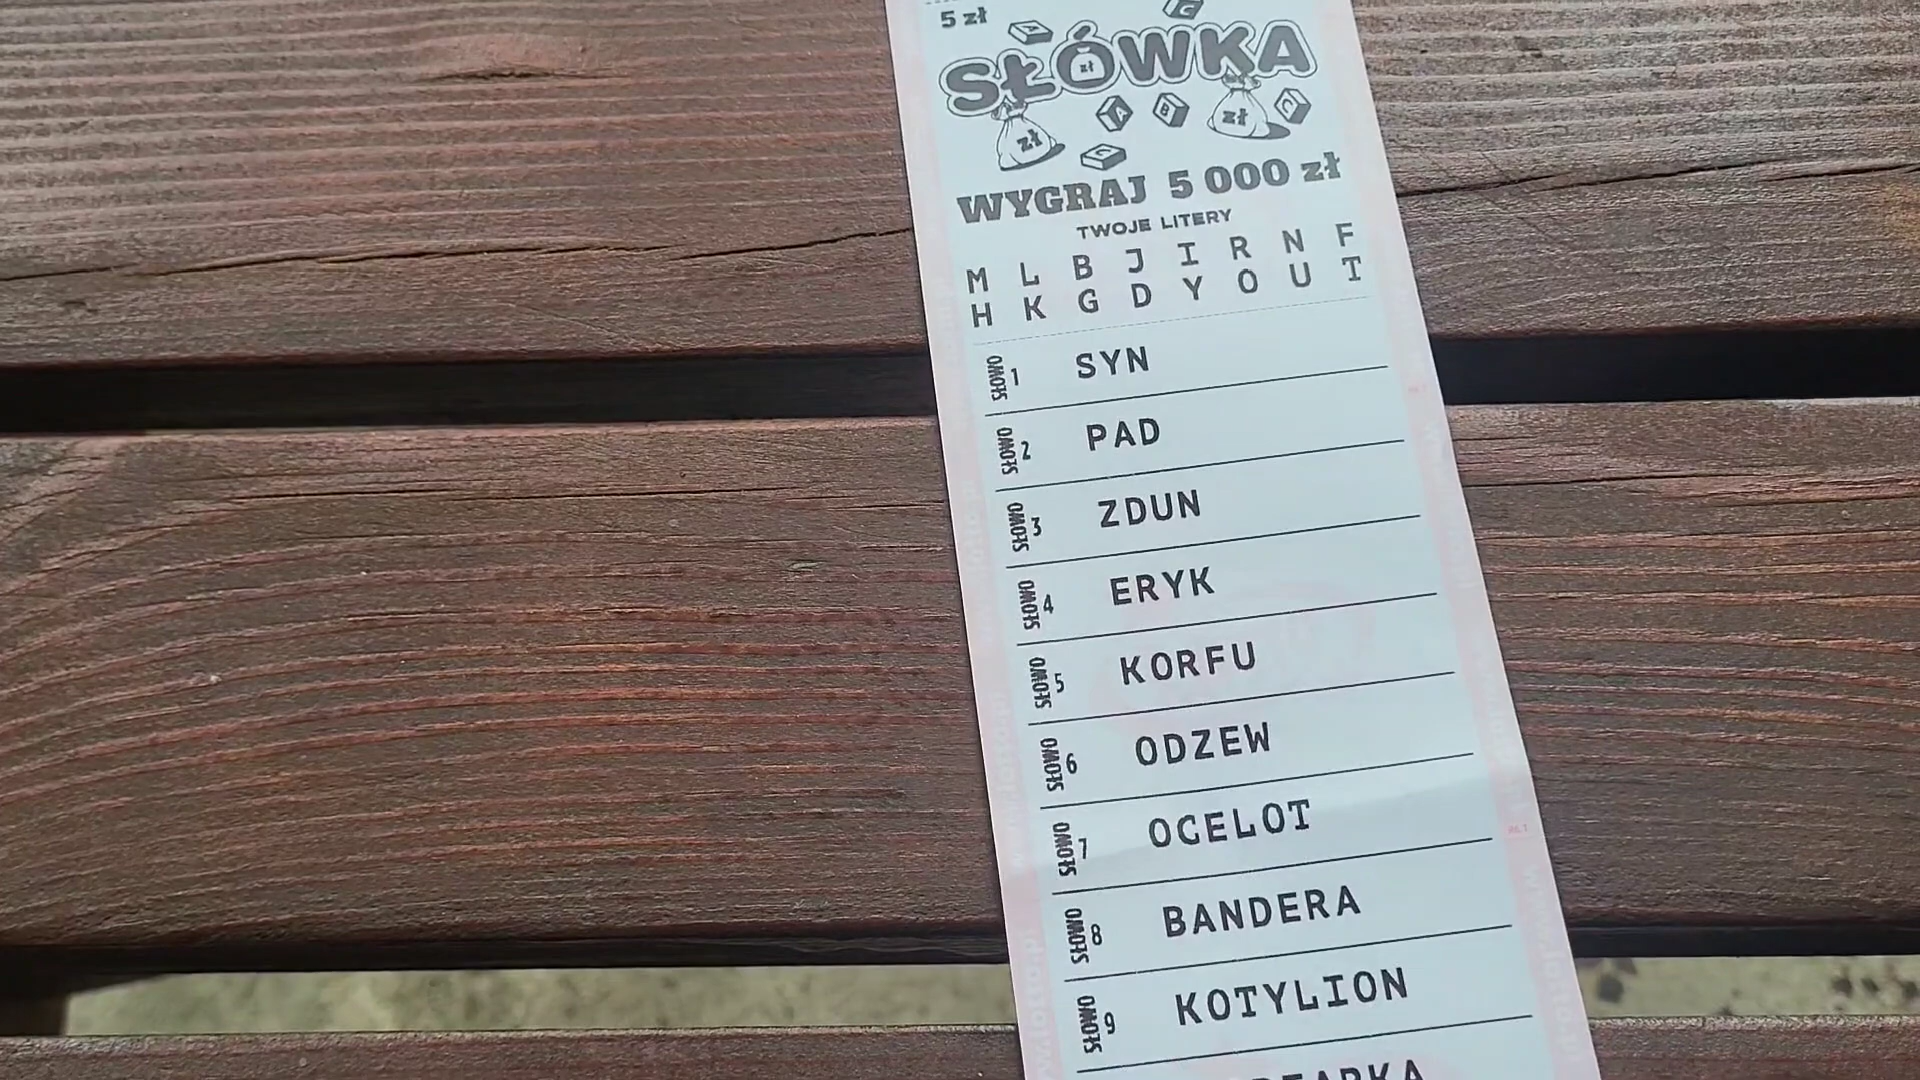 5 zł
SŁÓWKA
WYGRAJ 5 000 zł
TWOJE LITERY
M L B J I R N F
H K G D Y O U T
SŁOWO 1 SYN
SŁOWO 2 PAD
SŁOWO 3 ZDUN
SŁOWO 4 ERYK
SŁOWO 5 KORFU
SŁOWO 6 ODZEW
SŁOWO 7 OCELOT
SŁOWO 8 BANDERA
SŁOWO 9 KOTYLION